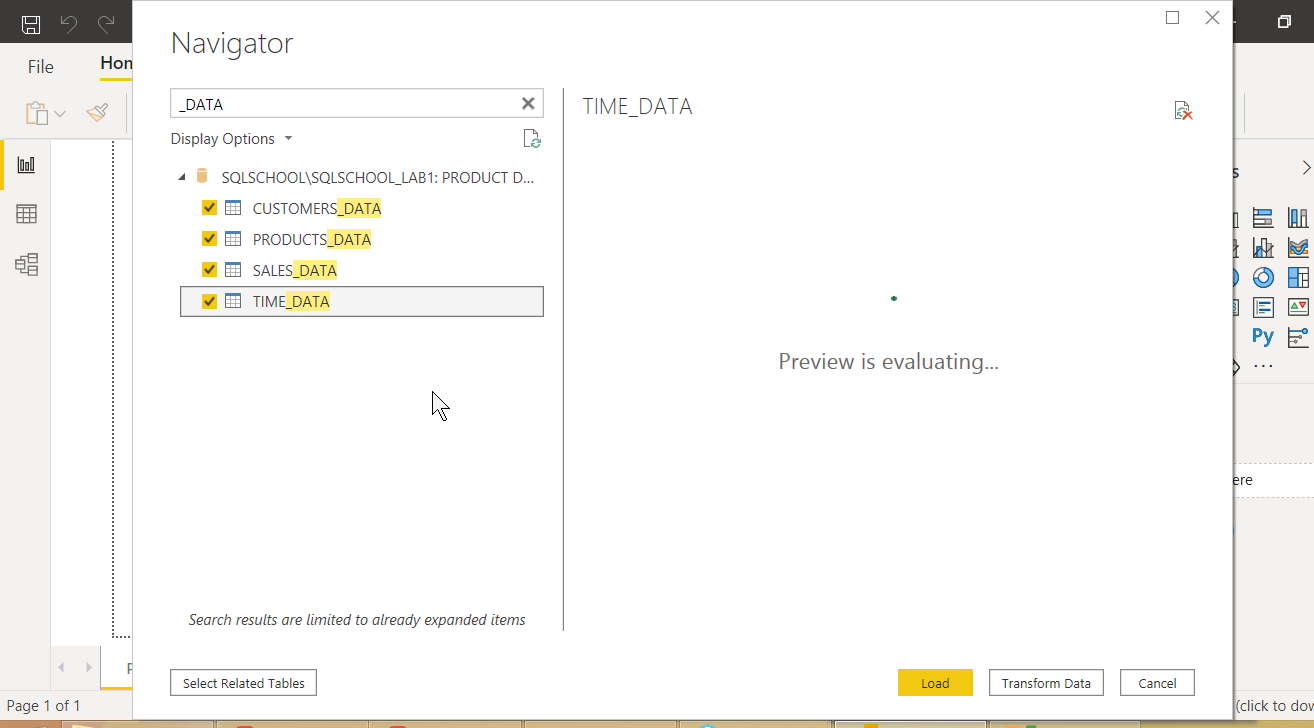 Navigator
File
Hon
_DATA
TIME_DATA
Display Options
SQLSCHOOL\SQLSCHOOL_LAB1: PRODUCT D...
CUSTOMERS_DATA
PRODUCTS_DATA
SALES_DATA
TIME_DATA
Preview is evaluating...
s
Py
...
ere
Search results are limited to already expanded items
Select Related Tables
Load
Transform Data
Cancel
Page 1 of 1
(click to dow